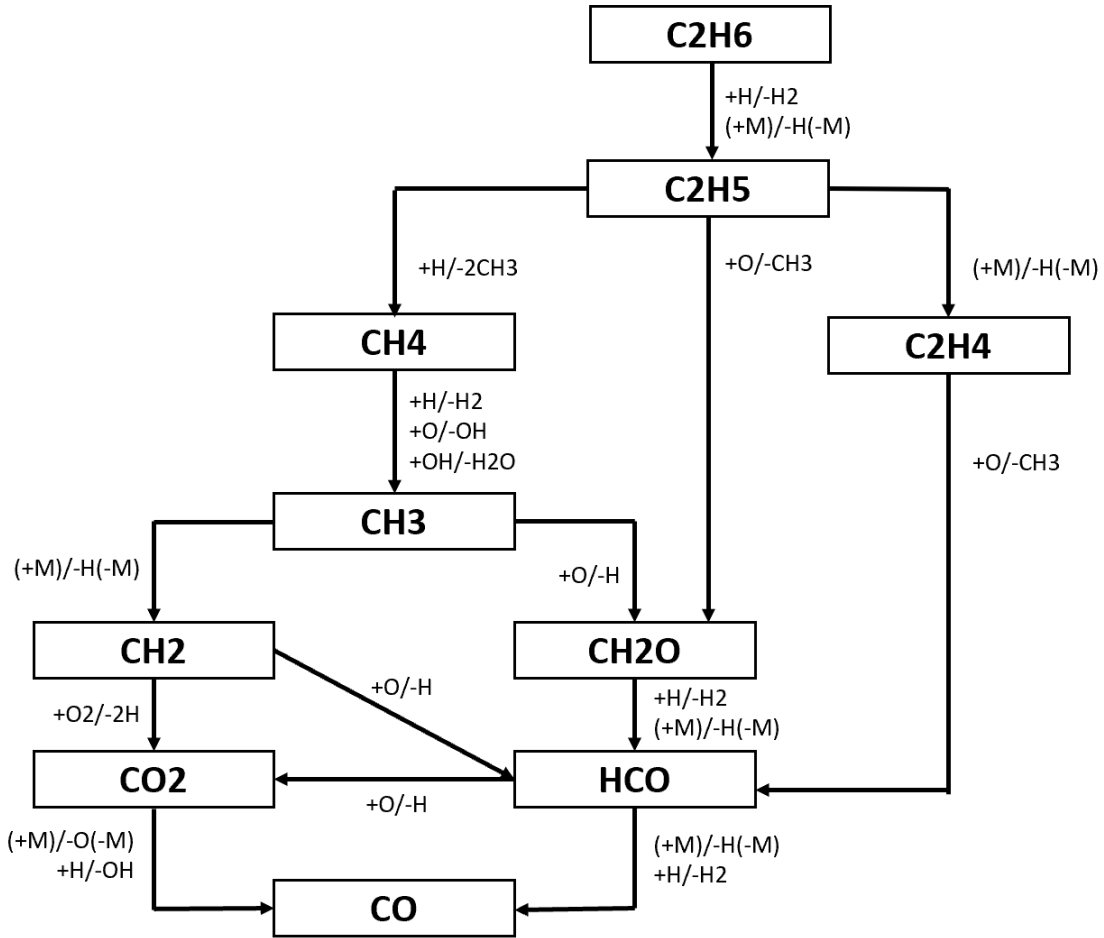 C2H6
+H/-H2
(+M)/-H(-M)
C2H5
+H/-2CH3
+O/-CH3
(+M)/-H(-M)
CH4
C2H4
+H/-H2
+O/-OH
+OH/-H2O
+O/-CH3
CH3
(+M)/-H(-M)
+O/-H
CH2
CH2O
+O2/-2H
+O/-H
+H/-H2
(+M)/-H(-M)
CO2
HCO
+O/-H
(+M)/-O(-M)
+H/-OH
(+M)/-H(-M)
+H/-H2
CO